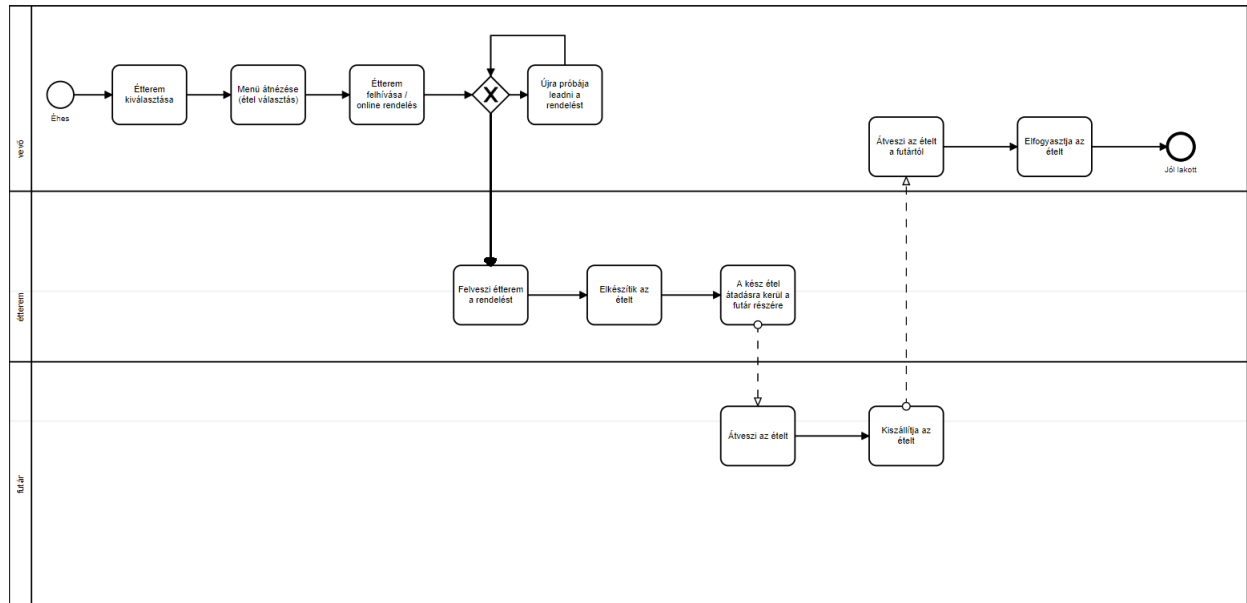 vevő
Éhes
Étterem
kiválasztása
Menü átnézése
(étel választás)
Étterem
felhívása /
online rendelés
Újra próbája
leadni a
rendelést
Átveszi az ételt
a futártól
Elfogyasztja az
ételt
Jól lakott
étterem
Felveszi étterem
a rendelést
Elkészítik az
ételt
A kész étel
átadásra kerül a
futár részére
futár
Átveszi az ételt
Kiszállítja az
ételt